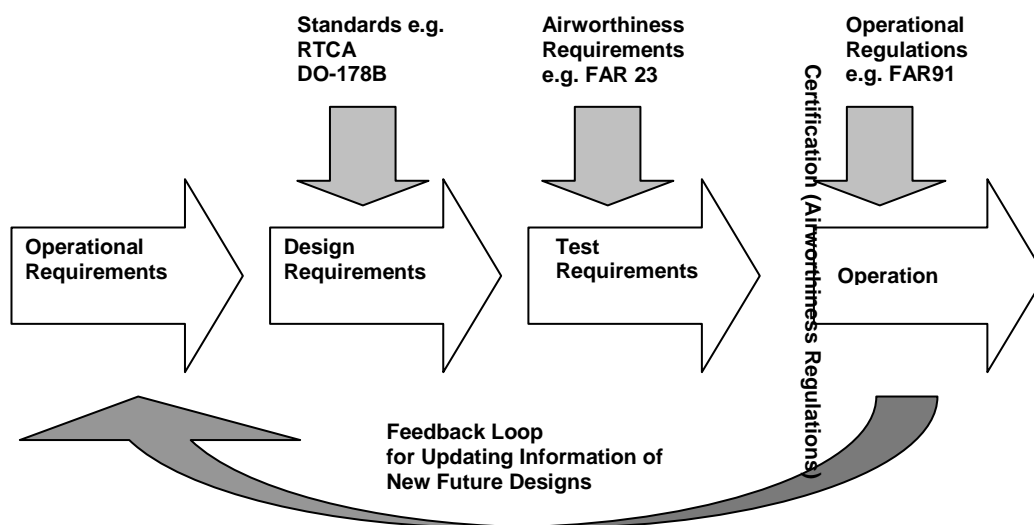 Standards e.g.
RTCA
DO-178B
Airworthiness
Requirements
e.g. FAR 23
Operational
Regulations
e.g. FAR91
Operational
Requirements
Design
Requirements
Test
Requirements
Certification (Airworthiness Regulations)
Operation
Feedback Loop
for Updating Information of
New Future Designs